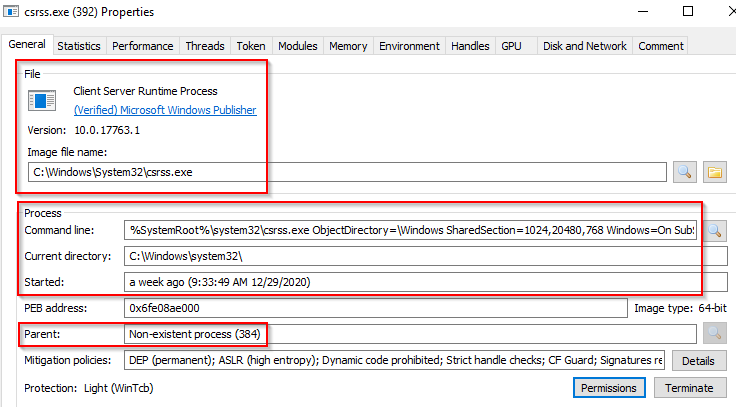 csrss.exe (392) Properties
General Statistics Performance Threads Token Modules Memory Environment Handles GPU Disk and Network Comment
File
Client Server Runtime Process
(Verified) Microsoft Windows Publisher
Version: 10.0.17763.1
Image file name:
C:\Windows\System32\csrss.exe
Process
Command line: %SystemRoot%\system32\csrss.exe ObjectDirectory=\Windows SharedSection=1024,20480,768 Windows=On SubS
Current directory: C:\Windows\system32\
Started: a week ago (9:33:49 AM 12/29/2020)
PEB address: 0x6fe08ae000 Image type: 64-bit
Parent: Non-existent process (384)
Mitigation policies: DEP (permanent); ASLR (high entropy); Dynamic code prohibited; Strict handle checks; CF Guard; Signatures re Details
Protection: Light (WinTcb) Permissions Terminate